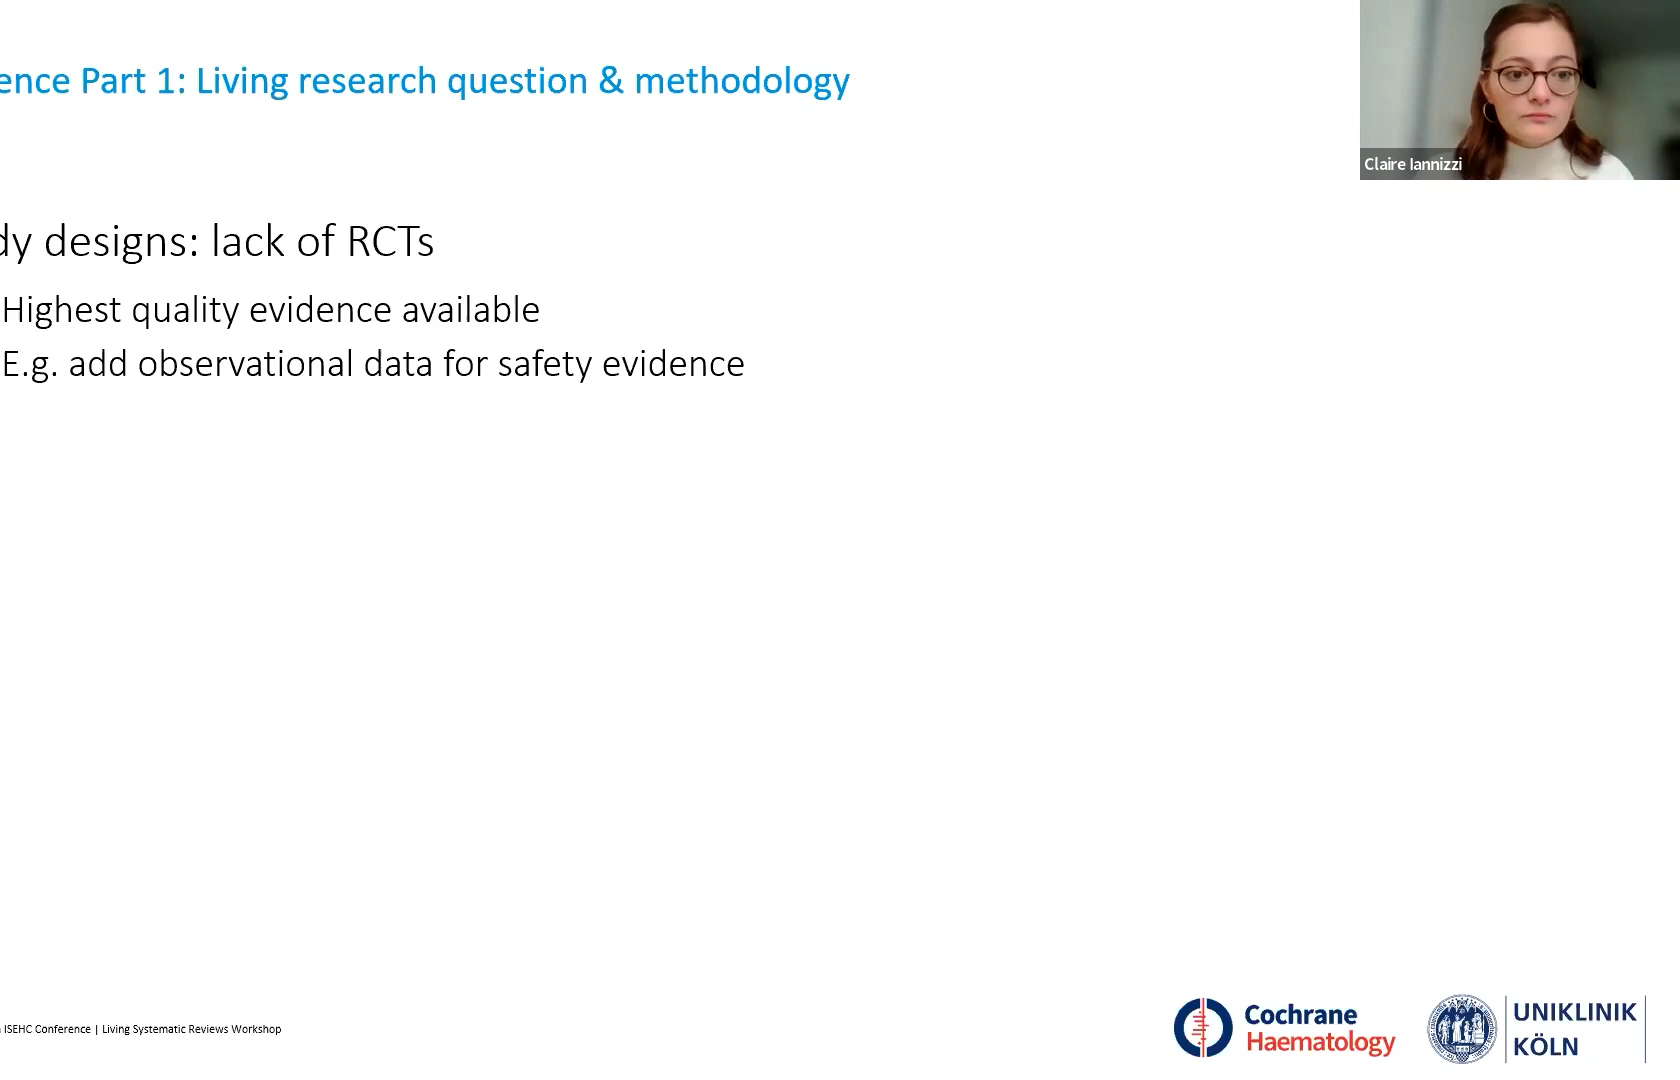 ence Part 1: Living research question & methodology
Claire Iannizzi
dy designs: lack of RCTs
Highest quality evidence available
E.g. add observational data for safety evidence
ISEHC Conference | Living Systematic Reviews Workshop
Cochrane
Haematology
UNIKLINIK
KÖLN